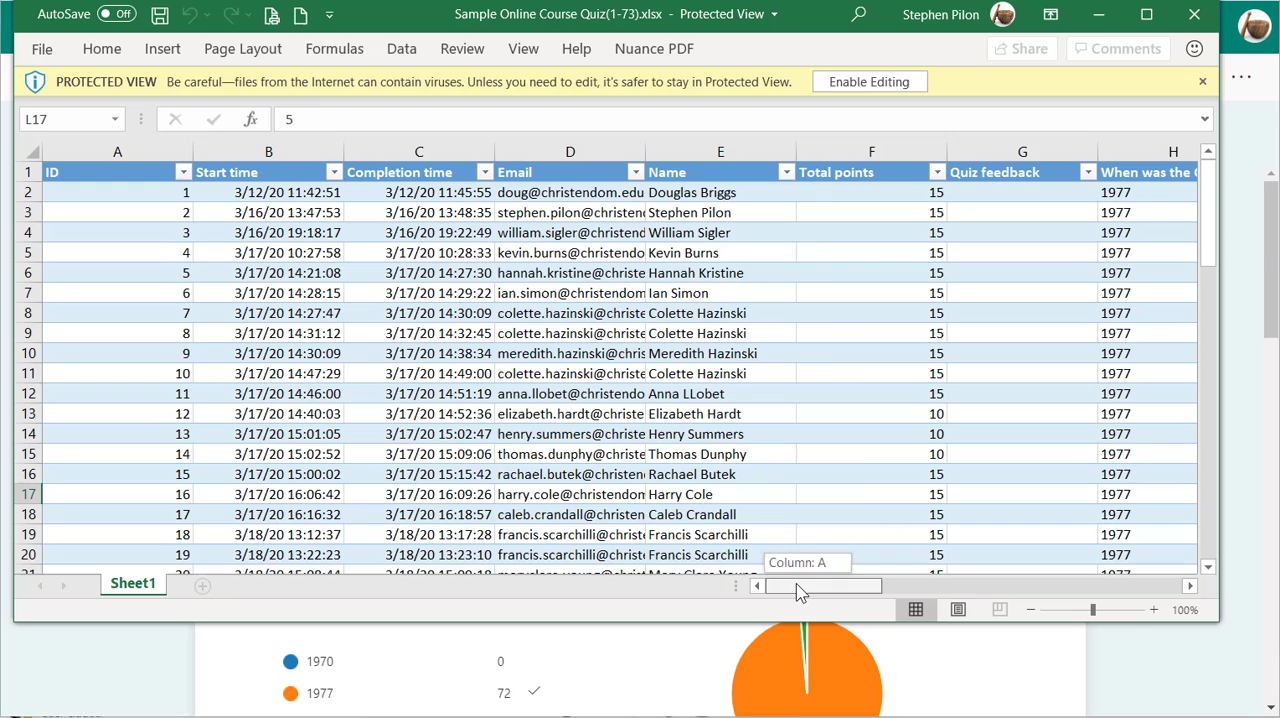 AutoSave Off Sample Online Course Quiz(1-73).xlsx - Protected View Stephen Pilon
File Home Insert Page Layout Formulas Data Review View Help Nuance PDF Share Comments
PROTECTED VIEW Be careful—files from the Internet can contain viruses. Unless you need to edit, it's safer to stay in Protected View. Enable Editing
L17 fx 5
A B C D E F G H
1 ID Start time Completion time Email Name Total points Quiz feedback When was the
2 1 3/12/20 11:42:51 3/12/20 11:45:55 doug@christendom.edu Douglas Briggs 15 1977
3 2 3/16/20 13:47:53 3/16/20 13:48:35 stephen.pilon@christen Stephen Pilon 15 1977
4 3 3/16/20 19:18:17 3/16/20 19:22:49 william.sigler@christend William Sigler 15 1977
5 4 3/17/20 10:27:58 3/17/20 10:28:33 kevin.burns@christendo Kevin Burns 15 1977
6 5 3/17/20 14:21:08 3/17/20 14:27:30 hannah.kristine@christe Hannah Kristine 15 1977
7 6 3/17/20 14:28:15 3/17/20 14:29:22 ian.simon@christendom Ian Simon 15 1977
8 7 3/17/20 14:27:47 3/17/20 14:30:09 colette.hazinski@christe Colette Hazinski 15 1977
9 8 3/17/20 14:31:12 3/17/20 14:32:45 colette.hazinski@christe Colette Hazinski 15 1977
10 9 3/17/20 14:30:09 3/17/20 14:38:34 meredith.hazinski@chris Meredith Hazinski 15 1977
11 10 3/17/20 14:47:29 3/17/20 14:49:00 colette.hazinski@christe Colette Hazinski 15 1977
12 11 3/17/20 14:46:00 3/17/20 14:51:19 anna.llobet@christendo Anna LLobet 15 1977
13 12 3/17/20 14:40:03 3/17/20 14:52:36 elizabeth.hardt@christe Elizabeth Hardt 10 1977
14 13 3/17/20 15:01:05 3/17/20 15:02:47 henry.summers@christe Henry Summers 10 1977
15 14 3/17/20 15:02:52 3/17/20 15:09:06 thomas.dunphy@christe Thomas Dunphy 10 1977
16 15 3/17/20 15:00:02 3/17/20 15:15:42 rachael.butek@christen Rachael Butek 15 1977
17 16 3/17/20 16:06:42 3/17/20 16:09:26 harry.cole@christendom Harry Cole 15 1977
18 17 3/17/20 16:16:32 3/17/20 16:18:57 caleb.crandall@christen Caleb Crandall 15 1977
19 18 3/18/20 13:12:37 3/18/20 13:17:28 francis.scarchilli@christe Francis Scarchilli 15 1977
20 19 3/18/20 13:22:23 3/18/20 13:23:10 francis.scarchilli@christe Francis Scarchilli 15 1977
Column: A
Sheet1
100%
1970 0
1977 72